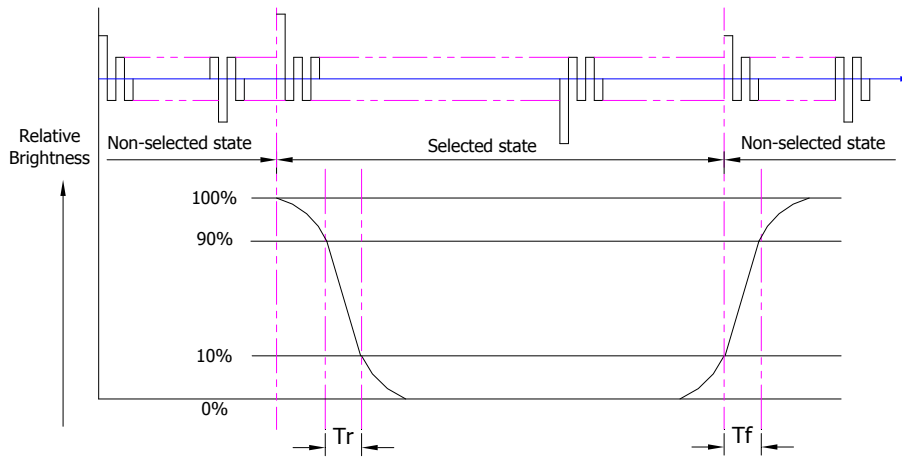 Relative
Brightness
Non-selected state
Selected state
Non-selected state
100%
90%
10%
0%
Tr
Tf